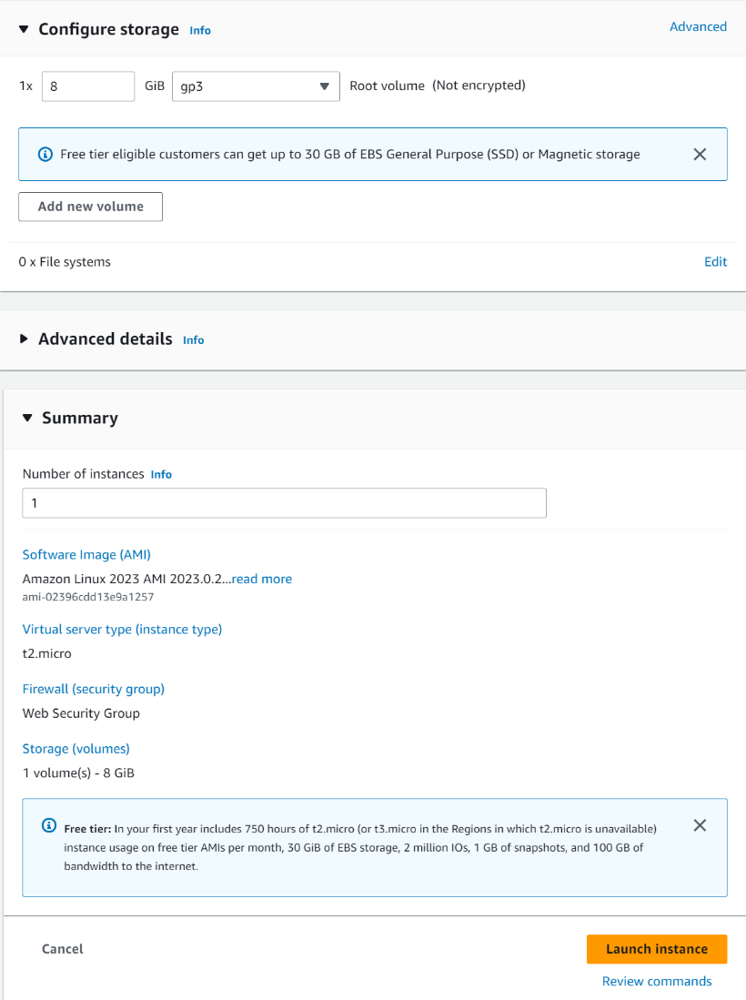 Configure storage Info Advanced
1x 8 GiB gp3 Root volume (Not encrypted)
Free tier eligible customers can get up to 30 GB of EBS General Purpose (SSD) or Magnetic storage
Add new volume
0 x File systems Edit
Advanced details Info
Summary
Number of instances Info
1
Software Image (AMI)
Amazon Linux 2023 AMI 2023.0.2...read more
ami-02396cdd13e9a1257
Virtual server type (instance type)
t2.micro
Firewall (security group)
Web Security Group
Storage (volumes)
1 volume(s) - 8 GiB
Free tier: In your first year includes 750 hours of t2.micro (or t3.micro in the Regions in which t2.micro is unavailable)
instance usage on free tier AMIs per month, 30 GiB of EBS storage, 2 million IOs, 1 GB of snapshots, and 100 GB of
bandwidth to the internet.
Cancel Launch instance
Review commands